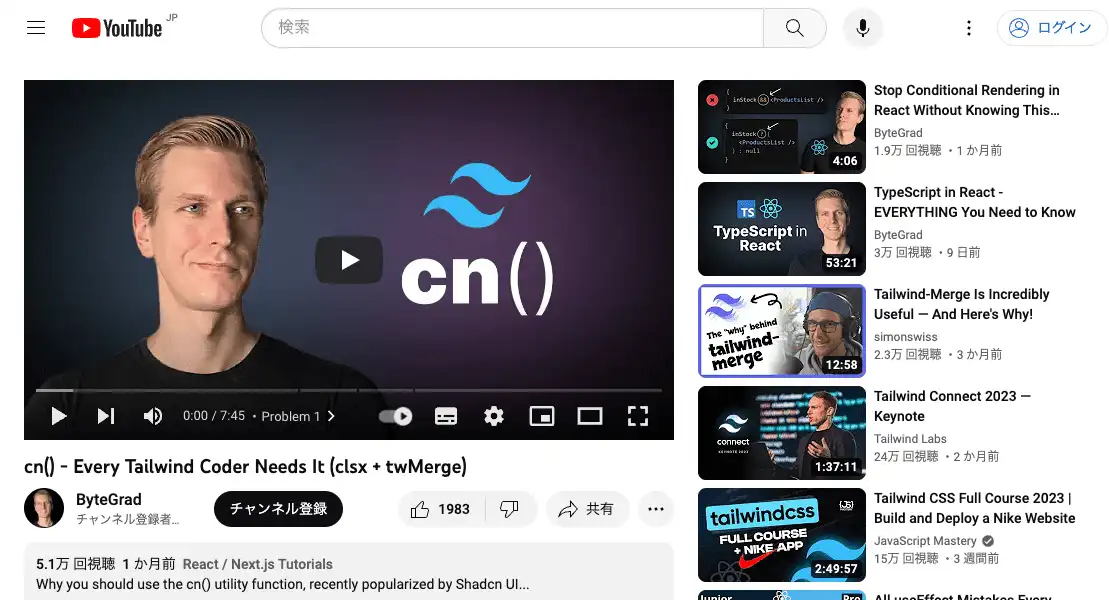 YouTube JP
検索
ログイン
cn()
0:00 / 7:45 • Problem 1
cn() - Every Tailwind Coder Needs It (clsx + twMerge)
ByteGrad
チャンネル登録者…
チャンネル登録
1983
共有
5.1万 回視聴 1 か月前 React / Next.js Tutorials
Why you should use the cn() utility function, recently popularized by Shadcn UI...
{
inStock && <ProductsList />
}
{
inStock ?
<ProductsList />
) : null
}
4:06
Stop Conditional Rendering in
React Without Knowing This…
ByteGrad
1.9万 回視聴 • 1 か月前
TS
TypeScript in
React
53:21
TypeScript in React -
EVERYTHING You Need to Know
ByteGrad
3万 回視聴 • 9 日前
The "why" behind
tailwind-
merge
12:58
Tailwind-Merge Is Incredibly
Useful — And Here's Why!
simonswiss
2.3万 回視聴 • 3 か月前
connect
KEYNOTE 2023
1:37:11
Tailwind Connect 2023 —
Keynote
Tailwind Labs
24万 回視聴 • 2 か月前
tailwindcss
FULL COURSE
+ NIKE APP
JS
2:49:57
Tailwind CSS Full Course 2023 |
Build and Deploy a Nike Website
JavaScript Mastery
15万 回視聴 • 3 週間前
Junior
Pro
All useEffect Mistakes Every